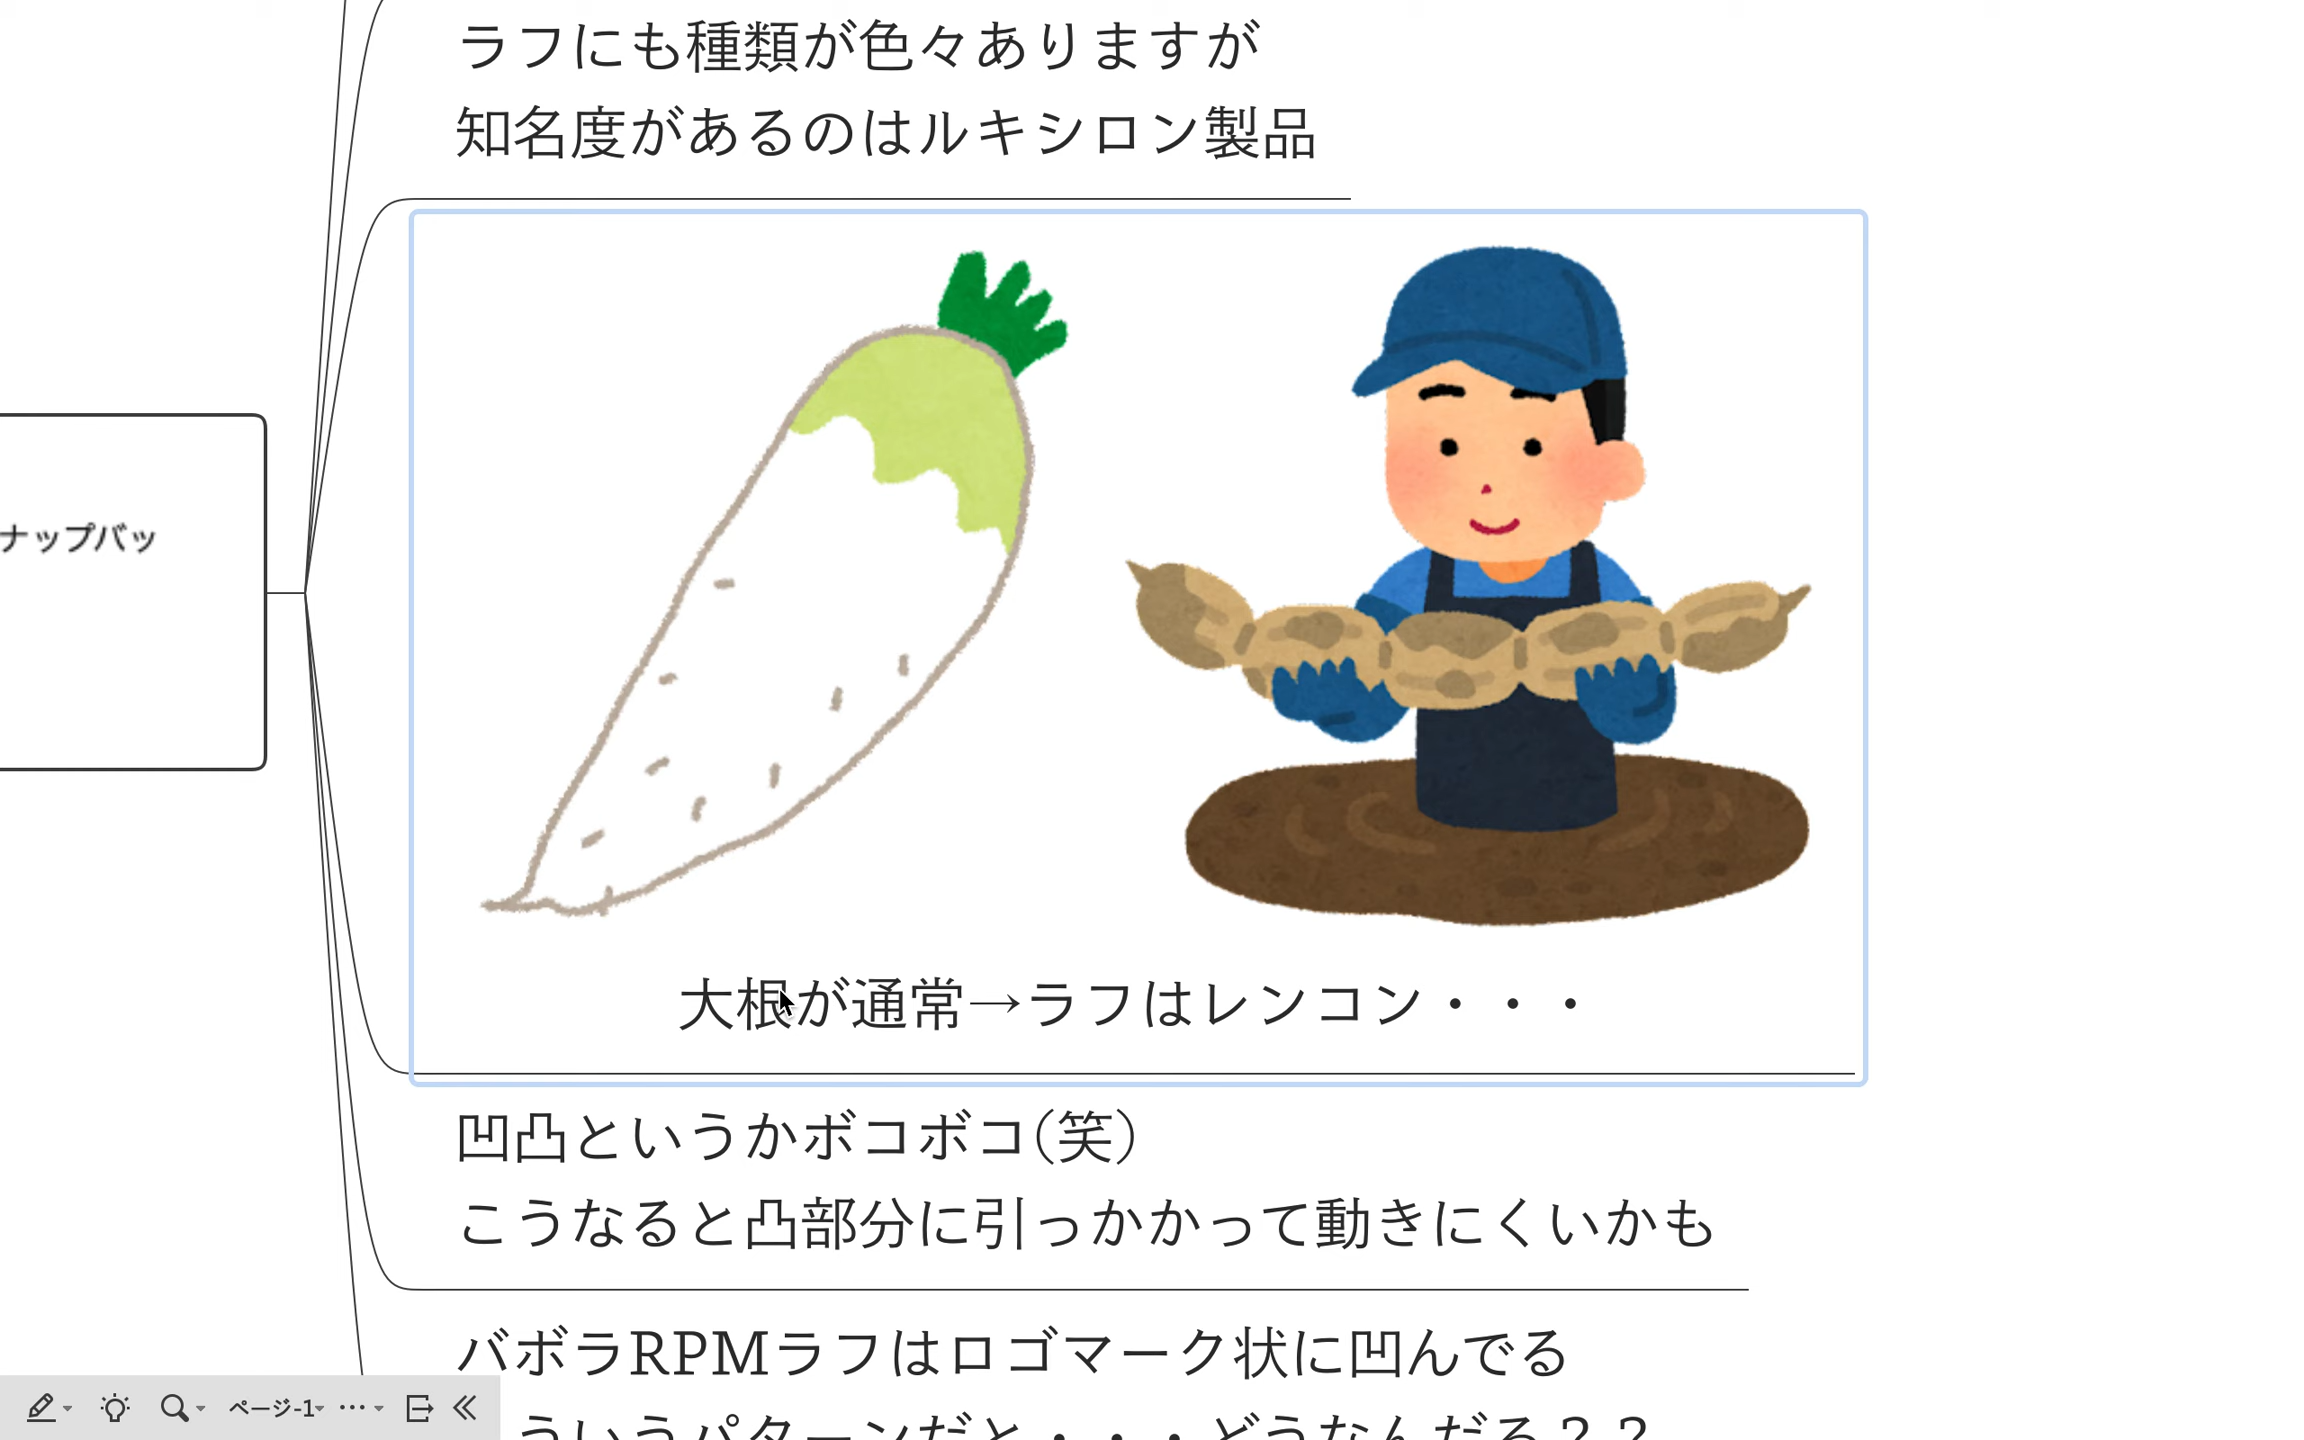 ラフにも種類が色々ありますが
知名度があるのはルキシロン製品
ナップバッ
大根が通常→ラフはレンコン・・・
凹凸というかボコボコ(笑)
こうなると凸部分に引っかかって動きにくいかも
バボラRPMラフはロゴマーク状に凹んでる
ういうパターンだと・・・どうなんだろ？？
ページ-1